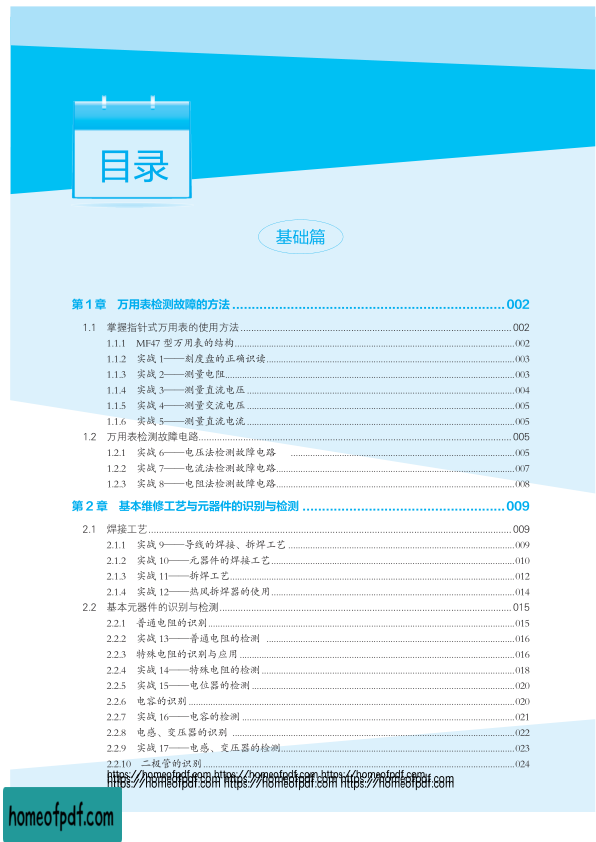 目录
基础篇
第1章 万用表检测故障的方法 002
1.1 掌握指针式万用表的使用方法 002
1.1.1 MF47型万用表的结构 002
1.1.2 实战1——刻度盘的正确识读 003
1.1.3 实战2——测量电阻 003
1.1.4 实战3——测量直流电压 004
1.1.5 实战4——测量交流电压 005
1.1.6 实战5——测量直流电流 005
1.2 万用表检测故障电路 005
1.2.1 实战6——电压法检测故障电路 005
1.2.2 实战7——电流法检测故障电路 007
1.2.3 实战8——电阻法检测故障电路 008
第2章 基本维修工艺与元器件的识别与检测 009
2.1 焊接工艺 009
2.1.1 实战9——导线的焊接、拆焊工艺 009
2.1.2 实战10——元器件的焊接工艺 010
2.1.3 实战11——拆焊工艺 012
2.1.4 实战12——热风拆焊器的使用 014
2.2 基本元器件的识别与检测 015
2.2.1 普通电阻的识别 015
2.2.2 实战13——普通电阻的检测 016
2.2.3 特殊电阻的识别与应用 016
2.2.4 实战14——特殊电阻的检测 018
2.2.5 实战15——电位器的检测 020
2.2.6 电容的识别 020
2.2.7 实战16——电容的检测 021
2.2.8 电感、变压器的识别 022
2.2.9 实战17——电感、变压器的检测 023
2.2.10 二极管的识别 024
https://homeofpdf.com https://homeofpdf.com https://homeofpdf.com
https://homeofpdf.com https://homeofpdf.com https://homeofpdf.com
homeofpdf.com